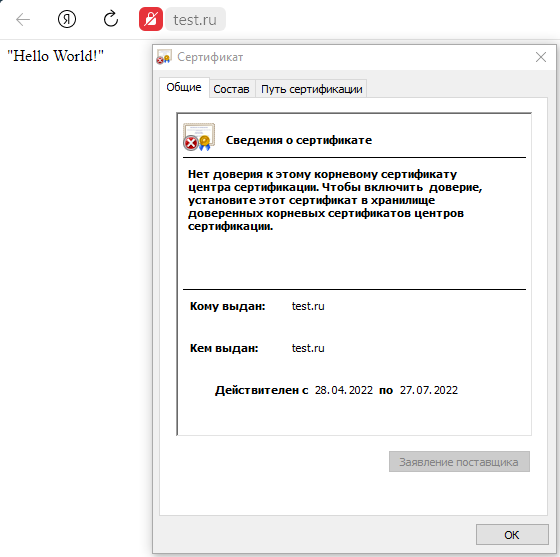 Я test.ru
"Hello World!"
Сертификат
Общие Состав Путь сертификации
Сведения о сертификате
Нет доверия к этому корневому сертификату
центра сертификации. Чтобы включить доверие,
установите этот сертификат в хранилище
доверенных корневых сертификатов центров
сертификации.
Кому выдан: test.ru
Кем выдан: test.ru
Действителен с 28.04.2022 по 27.07.2022
Заявление поставщика
ОК